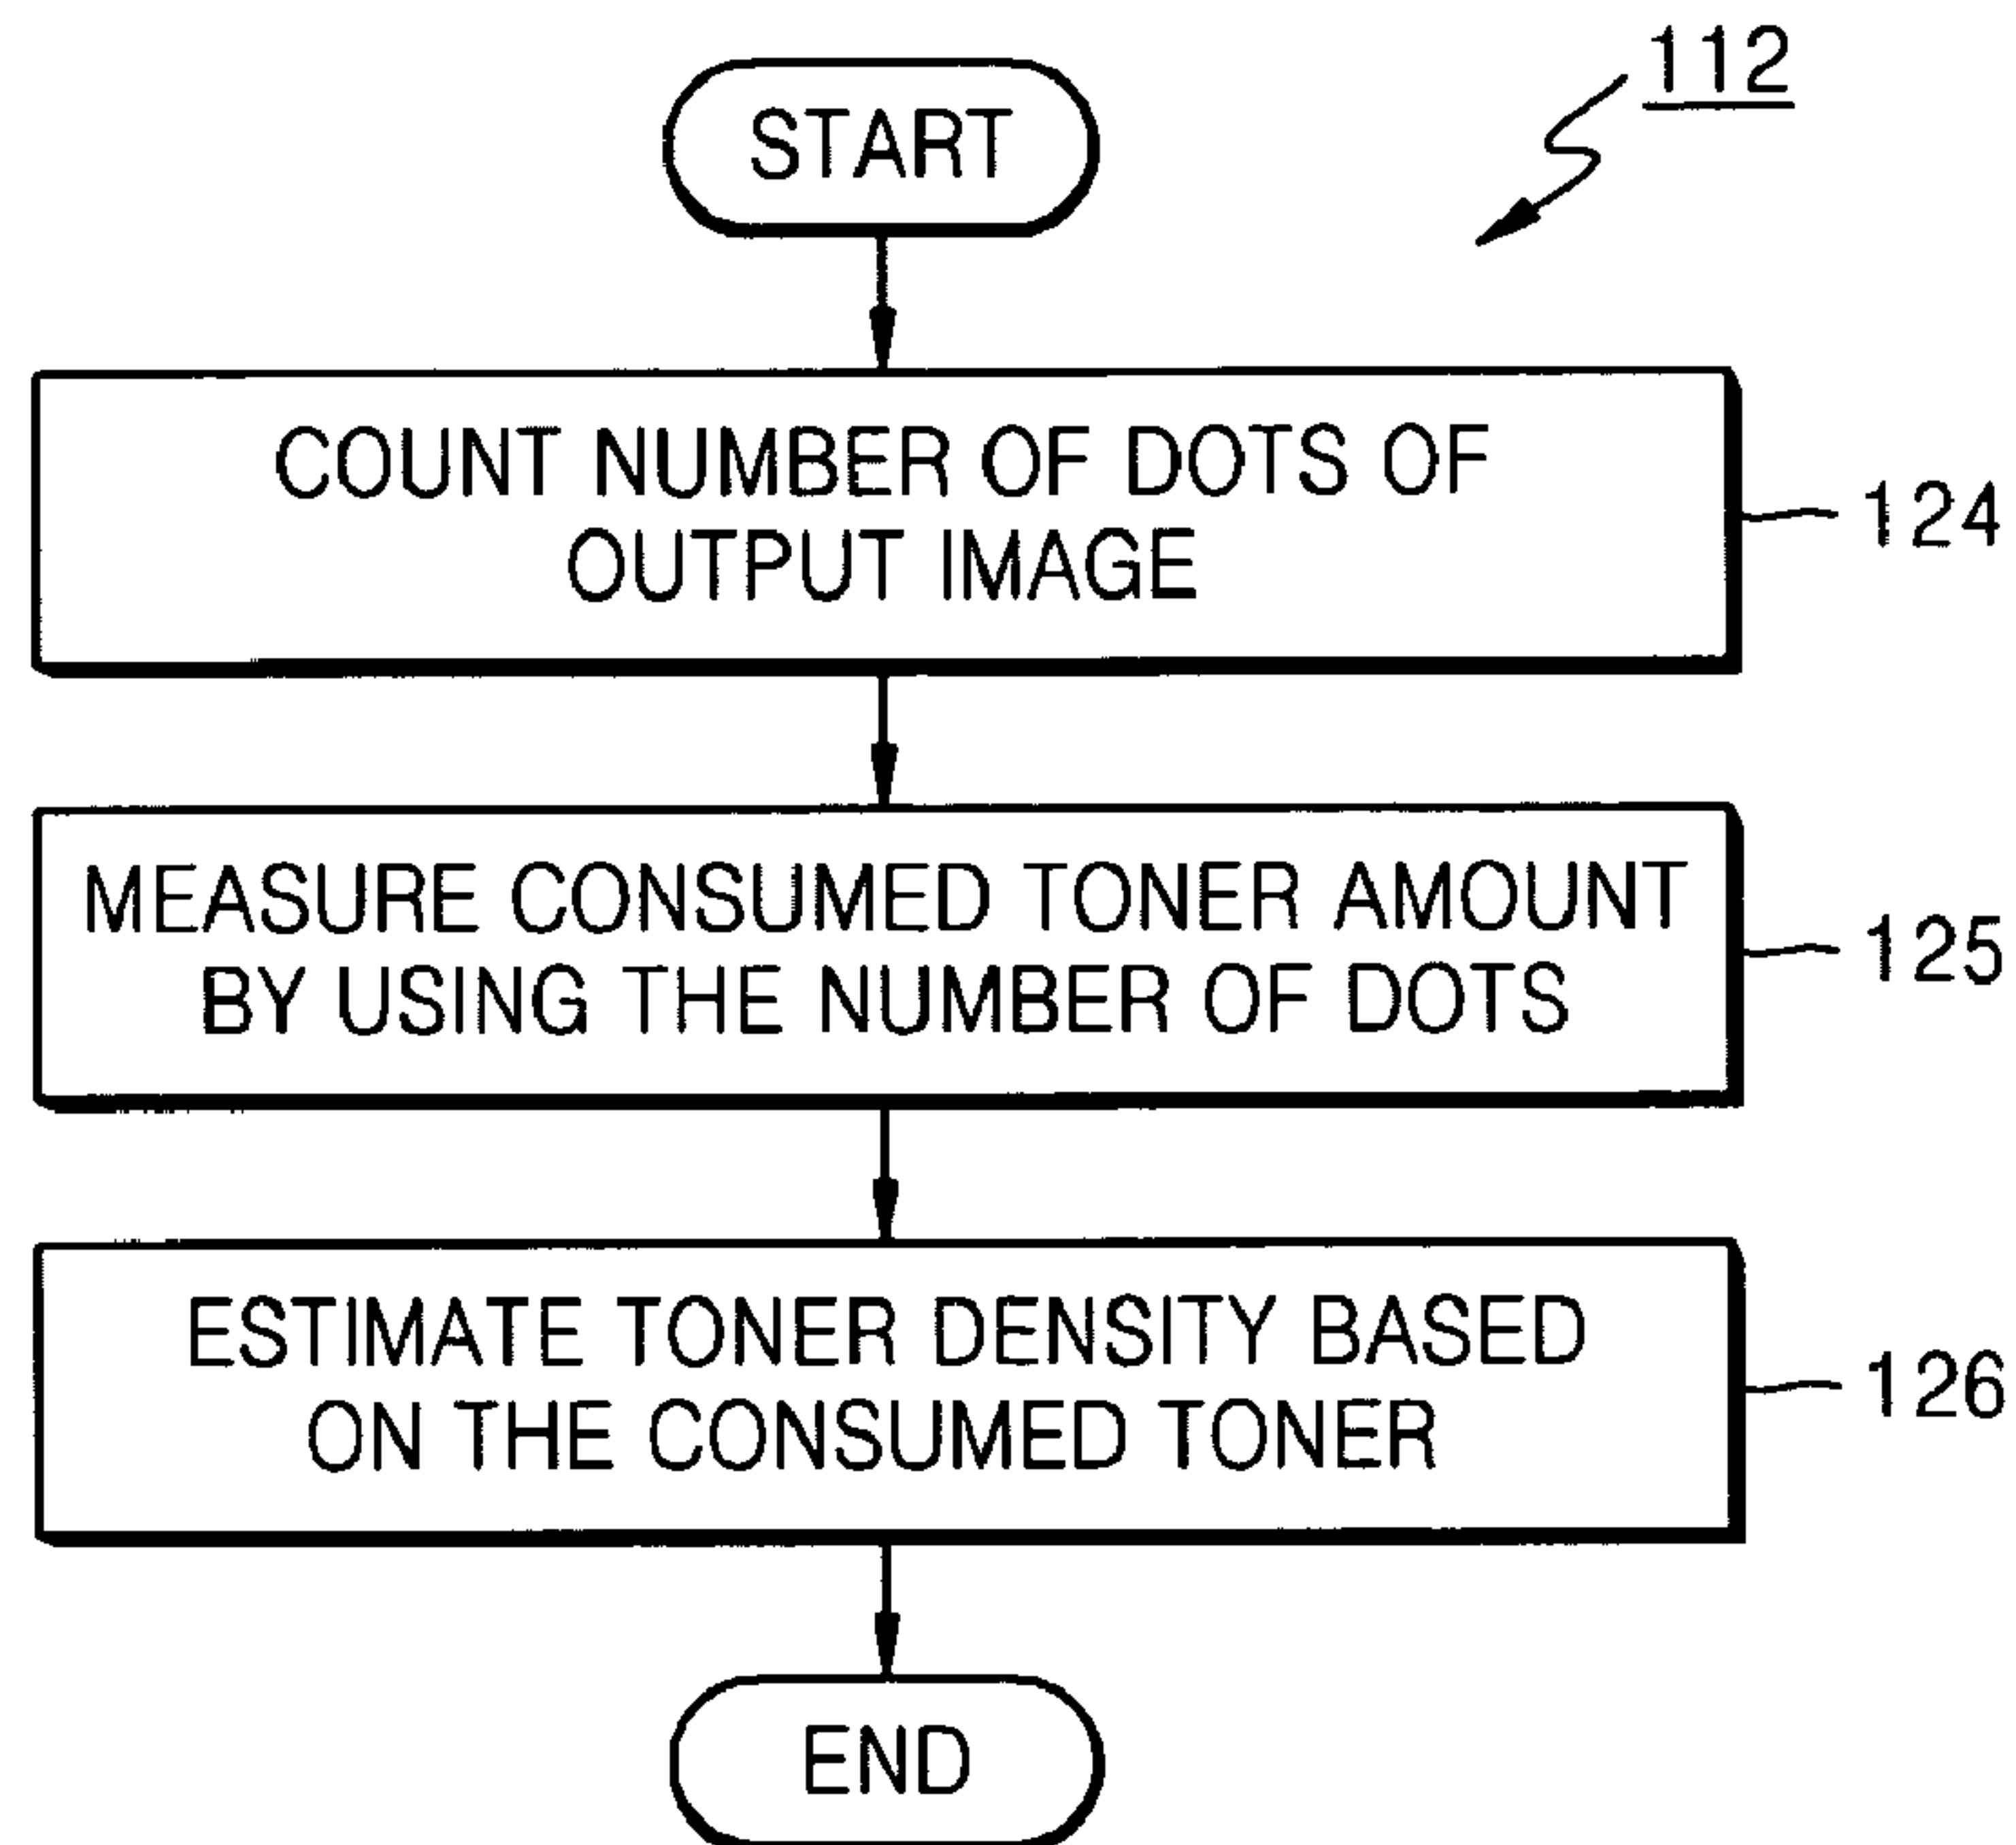 112
START
COUNT NUMBER OF DOTS OF
OUTPUT IMAGE
124
MEASURE CONSUMED TONER AMOUNT
BY USING THE NUMBER OF DOTS
125
ESTIMATE TONER DENSITY BASED
ON THE CONSUMED TONER
126
END